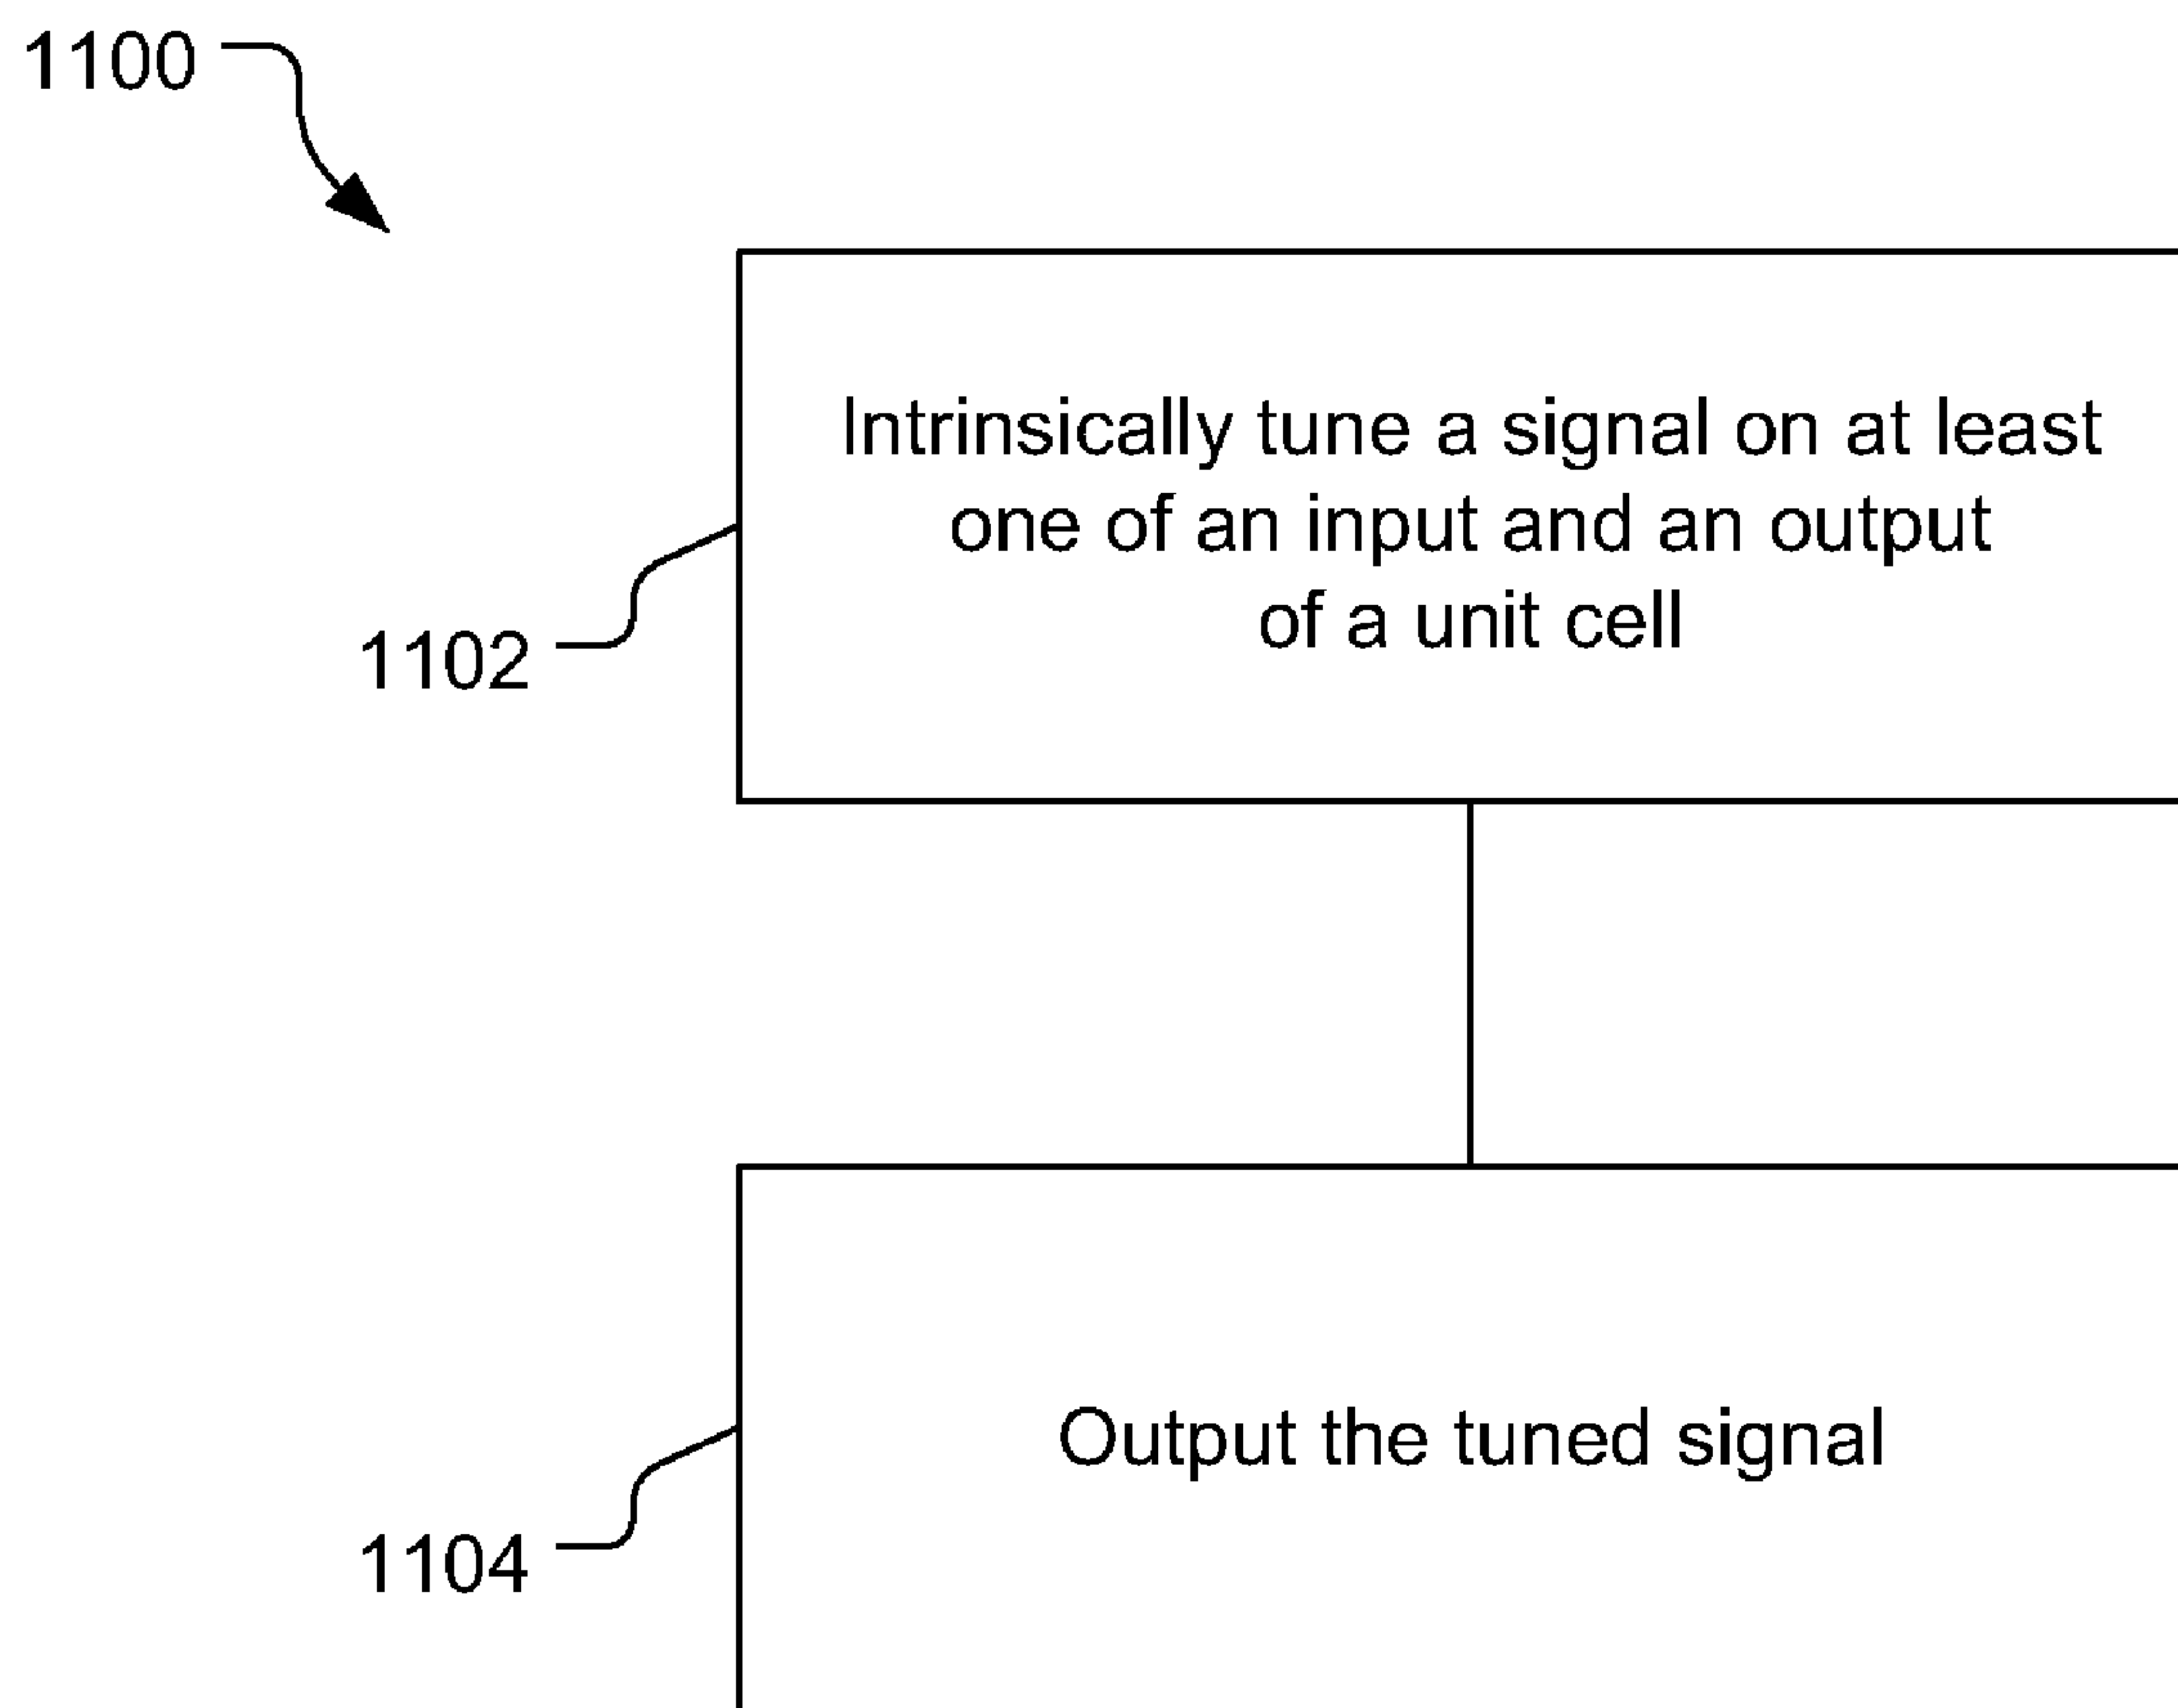 1100
Intrinsically tune a signal on at least
one of an input and an output
of a unit cell
1102
Output the tuned signal
1104